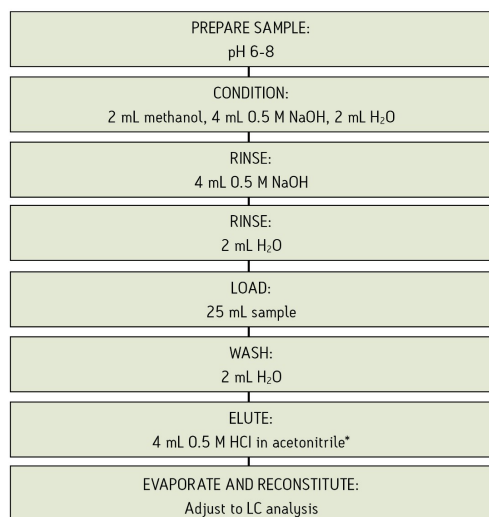 PREPARE SAMPLE:
pH 6-8
CONDITION:
2 mL methanol, 4 mL 0.5 M NaOH, 2 mL H₂O
RINSE:
4 mL 0.5 M NaOH
RINSE:
2 mL H₂O
LOAD:
25 mL sample
WASH:
2 mL H₂O
ELUTE:
4 mL 0.5 M HCl in acetonitrile*
EVAPORATE AND RECONSTITUTE:
Adjust to LC analysis